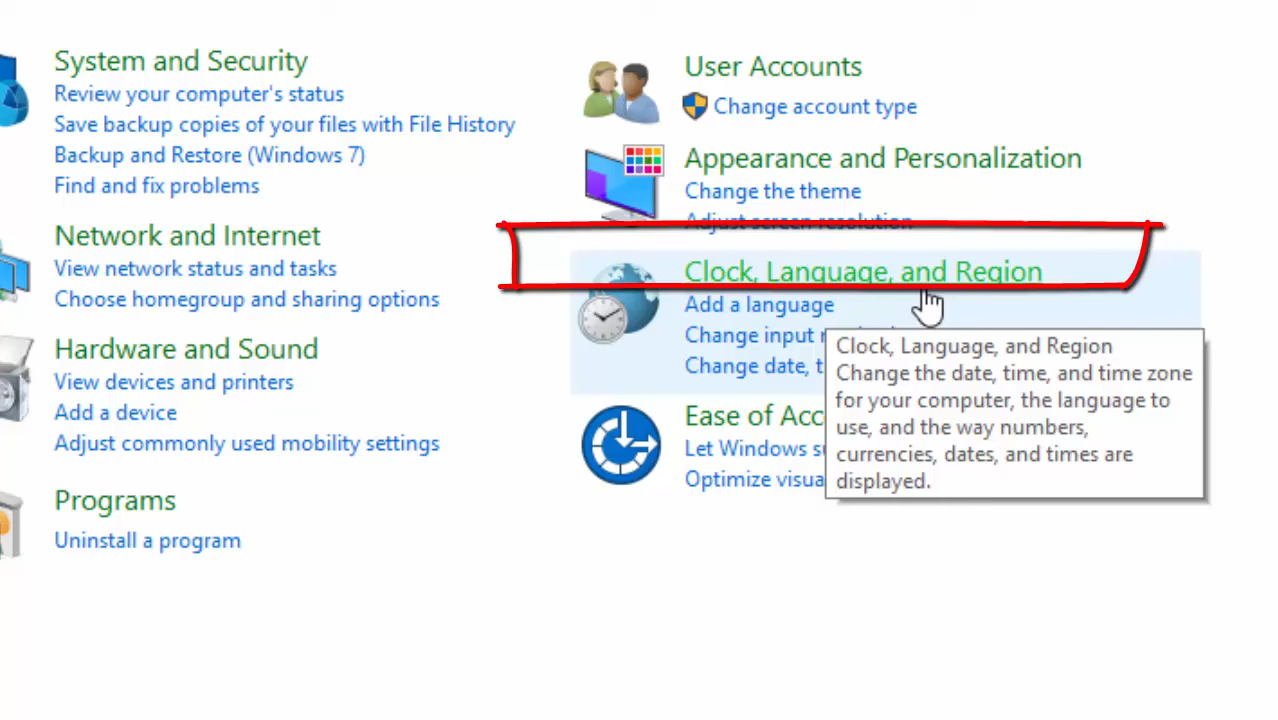 System and Security
Review your computer's status
Save backup copies of your files with File History
Backup and Restore (Windows 7)
Find and fix problems
Network and Internet
View network status and tasks
Choose homegroup and sharing options
Hardware and Sound
View devices and printers
Add a device
Adjust commonly used mobility settings
Programs
Uninstall a program
User Accounts
Change account type
Appearance and Personalization
Change the theme
Adjust screen resolution
Clock, Language, and Region
Add a language
Change input
Change date,
Ease of
Let Windows
Optimize
Clock, Language, and Region
Change the date, time, and time zone
for your computer, the language to
use, and the way numbers,
currencies, dates, and times are
displayed.